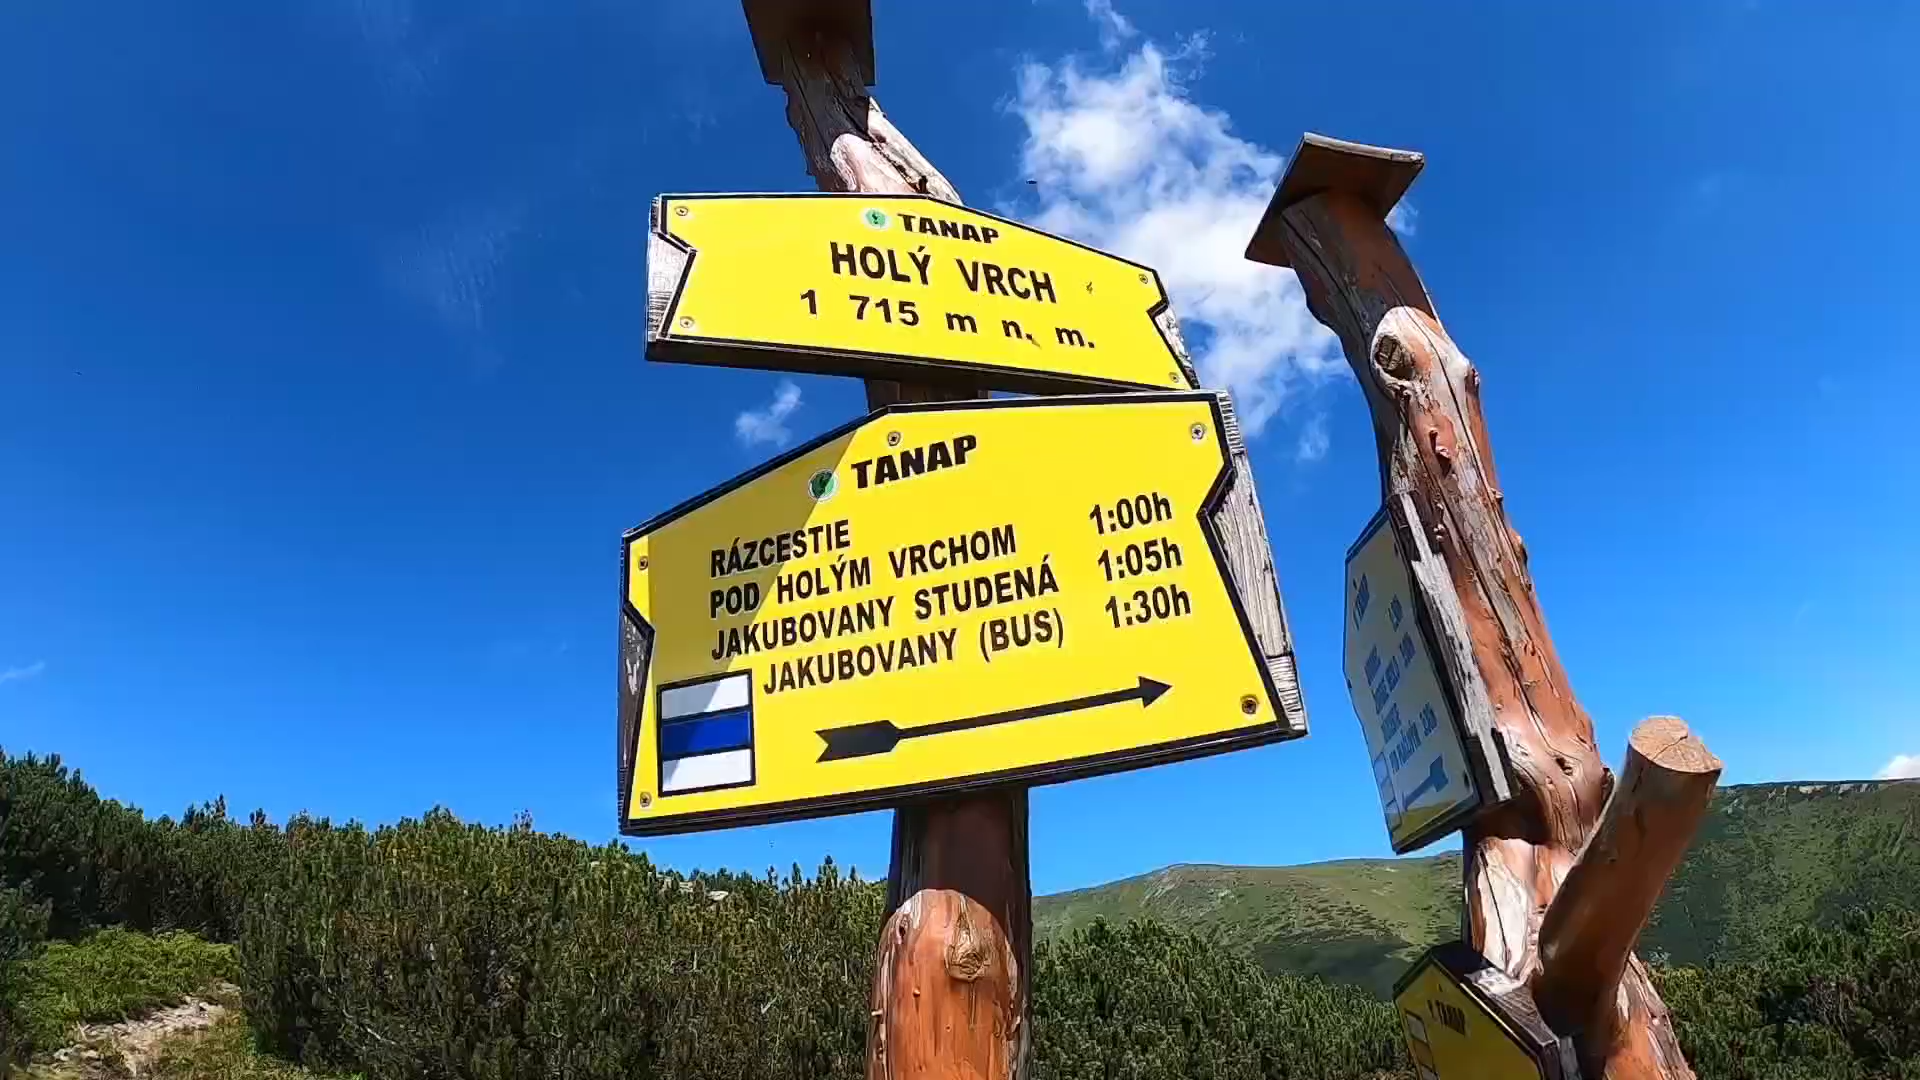 TANAP
HOLÝ VRCH
1 715 m n. m.
TANAP
RÁZCESTIE
POD HOLÝM VRCHOM 1:00h
JAKUBOVANY STUDENÁ 1:05h
JAKUBOVANY (BUS) 1:30h
TANAP